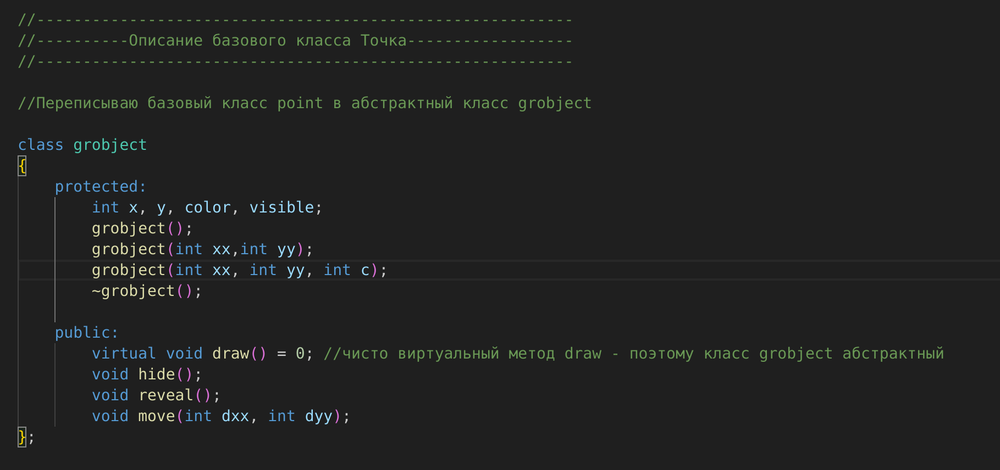 //----------------------------------------------------------
//----------Описание базового класса Точка------------------
//----------------------------------------------------------
//Переписываю базовый класс point в абстрактный класс grobject
class grobject
{
protected:
int x, y, color, visible;
grobject();
grobject(int xx,int yy);
grobject(int xx, int yy, int c);
~grobject();
public:
virtual void draw() = 0; //чисто виртуальный метод draw - поэтому класс grobject абстрактный
void hide();
void reveal();
void move(int dxx, int dyy);
};